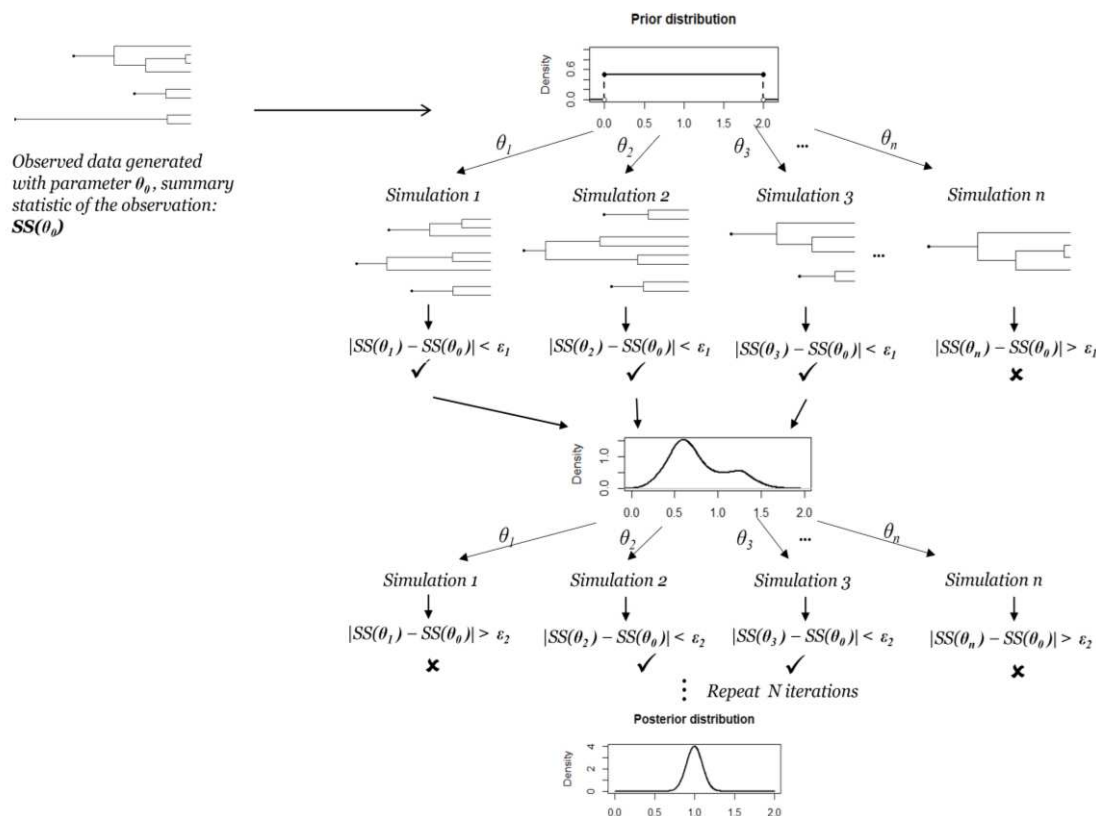 Prior distribution
Density
0.0 0.6
0.0 0.5 1.0 1.5 2.0
Observed data generated
with parameter θ₀, summary
statistic of the observation:
SS(θ₀)
θ₁ θ₂ θ₃ ... θₙ
Simulation 1 Simulation 2 Simulation 3 Simulation n
...
|SS(θ₁) – SS(θ₀)| < ε₁ |SS(θ₂) – SS(θ₀)| < ε₁ |SS(θ₃) – SS(θ₀)| < ε₁ |SS(θₙ) – SS(θ₀)| > ε₁
✓ ✓ ✓ ✘
Density
0.0 1.0
0.0 0.5 1.0 1.5 2.0
θ₁ θ₂ θ₃ ... θₙ
Simulation 1 Simulation 2 Simulation 3 Simulation n
|SS(θ₁) – SS(θ₀)| > ε₂ |SS(θ₂) – SS(θ₀)| < ε₂ |SS(θ₃) – SS(θ₀)| < ε₂ |SS(θₙ) – SS(θ₀)| > ε₂
✘ ✓ ✓ ✘
⋮ Repeat N iterations
Posterior distribution
Density
0 2 4
0.0 0.5 1.0 1.5 2.0